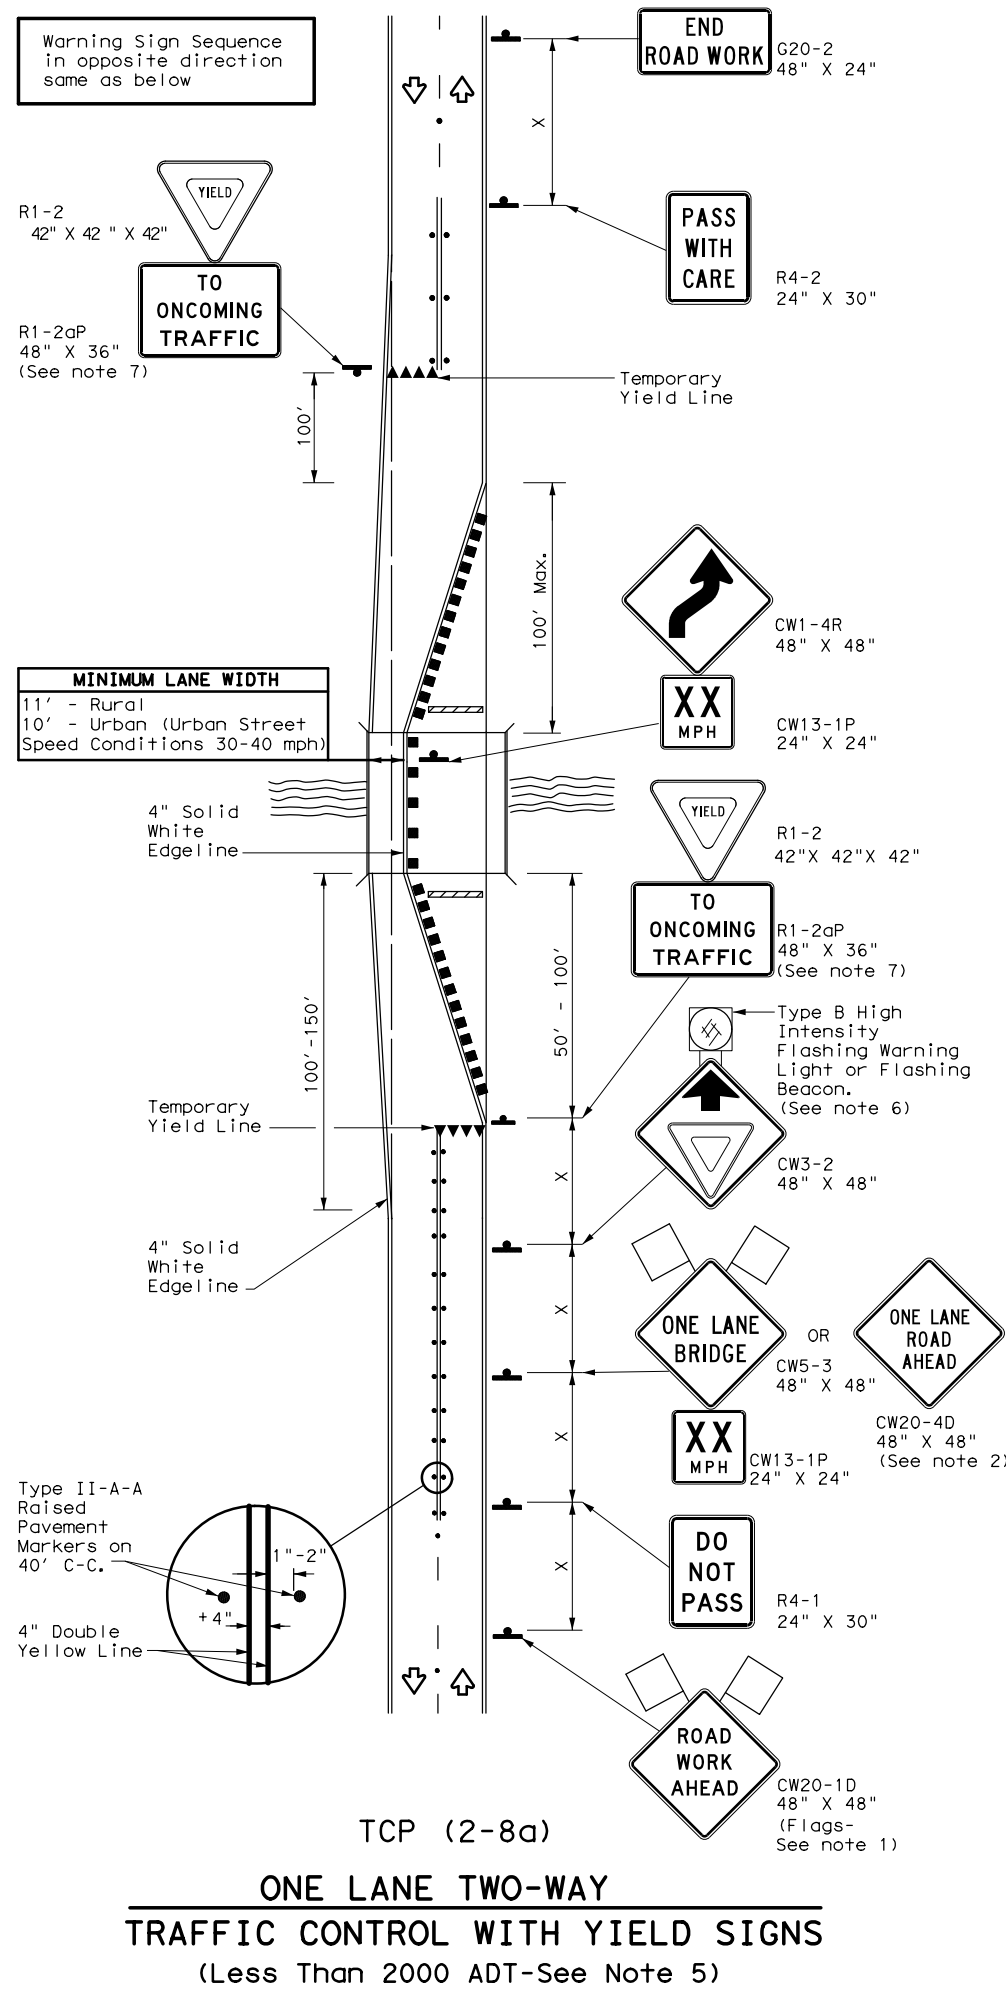 Warning Sign Sequence
in opposite direction
same as below
END
ROAD WORK
G20-2
48" X 24"
X
YIELD
R1-2
42" X 42 " X 42"
TO
ONCOMING
TRAFFIC
R1-2aP
48" X 36"
(See note 7)
PASS
WITH
CARE
R4-2
24" X 30"
Temporary
Yield Line
100'
100' Max.
CW1-4R
48" X 48"
XX
MPH
CW13-1P
24" X 24"
MINIMUM LANE WIDTH
11' - Rural
10' - Urban (Urban Street
Speed Conditions 30-40 mph)
4" Solid
White
Edgeline
YIELD
R1-2
42"X 42"X 42"
TO
ONCOMING
TRAFFIC
R1-2aP
48" X 36"
(See note 7)
100'-150'
50' - 100'
Type B High
Intensity
Flashing Warning
Light or Flashing
Beacon.
(See note 6)
Temporary
Yield Line
X
CW3-2
48" X 48"
4" Solid
White
Edgeline
X
ONE LANE
BRIDGE
OR
ONE LANE
ROAD
AHEAD
CW5-3
48" X 48"
CW20-4D
48" X 48"
(See note 2)
XX
MPH
CW13-1P
24" X 24"
X
Type II-A-A
Raised
Pavement
Markers on
40' C-C.
1"-2"
+4"
4" Double
Yellow Line
X
DO
NOT
PASS
R4-1
24" X 30"
ROAD
WORK
AHEAD
CW20-1D
48" X 48"
(Flags-
See note 1)
TCP (2-8a)
ONE LANE TWO-WAY
TRAFFIC CONTROL WITH YIELD SIGNS
(Less Than 2000 ADT-See Note 5)